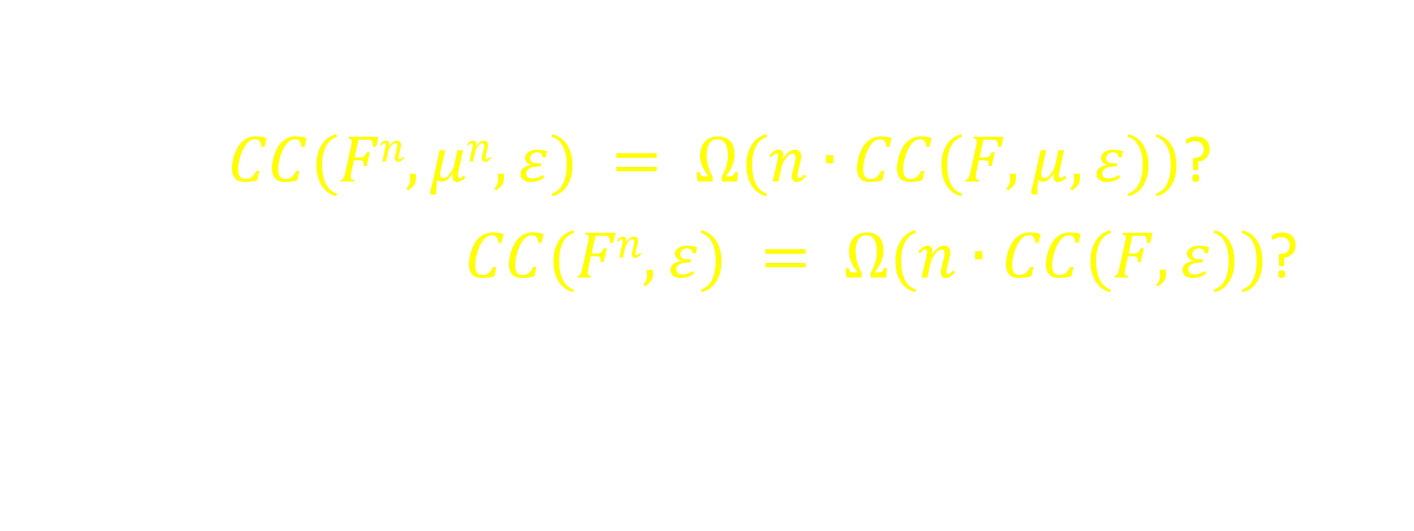 CC(Fⁿ, μⁿ, ε) = Ω(n · CC(F, μ, ε))?
CC(Fⁿ, ε) = Ω(n · CC(F, ε))?